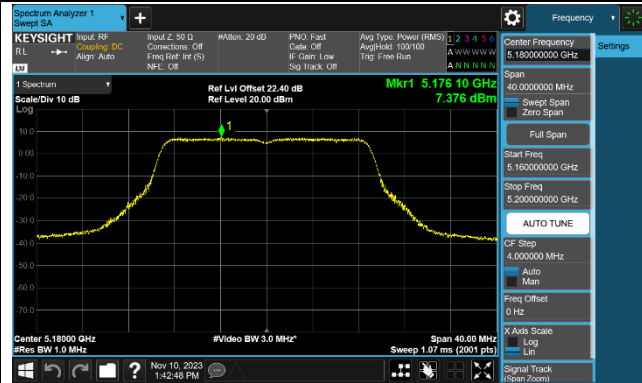 Spectrum Analyzer 1
Swept SA
+
Frequency
KEYSIGHT
RL
LXI
Input: RF
Coupling: DC
Align: Auto
Input Z: 50 Ω
Corrections: Off
Freq Ref: Int (S)
NFE: Off
#Atten: 20 dB
PNO: Fast
Gate: Off
IF Gain: Low
Sig Track: Off
Avg Type: Power (RMS)
Avg|Hold: 100/100
Trig: Free Run
1 2 3 4 5 6
A W W W W W
A N N N N N
1 Spectrum
Scale/Div 10 dB
Ref Lvl Offset 22.40 dB
Ref Level 20.00 dBm
Mkr1 5.176 10 GHz
7.376 dBm
Log
1
10.0
0.00
-10.0
-20.0
-30.0
-40.0
-50.0
-60.0
-70.0
Center 5.18000 GHz
#Res BW 1.0 MHz
#Video BW 3.0 MHz*
Span 40.00 MHz
Sweep 1.07 ms (2001 pts)
Nov 10, 2023
1:42:48 PM
?
Center Frequency
5.180000000 GHz
Settings
Span
40.0000000 MHz
Swept Span
Zero Span
Full Span
Start Freq
5.160000000 GHz
Stop Freq
5.200000000 GHz
AUTO TUNE
CF Step
4.000000 MHz
Auto
Man
Freq Offset
0 Hz
X Axis Scale
Log
Lin
Signal Track
(Span Zoom)